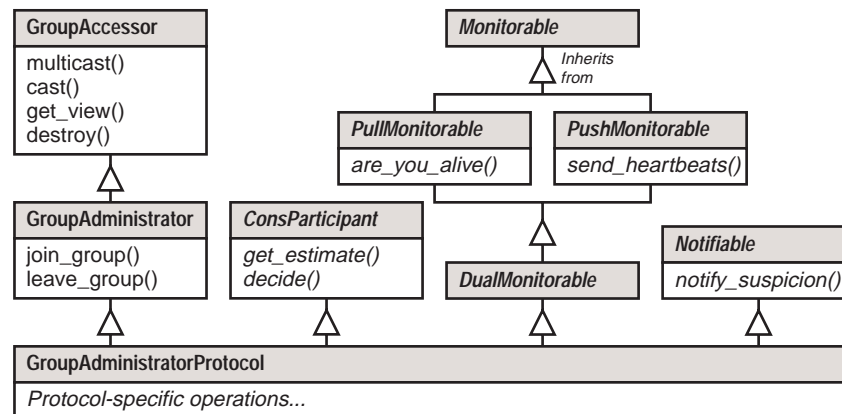 GroupAccessor
multicast()
cast()
get_view()
destroy()
Monitorable
Inherits
from
PullMonitorable
are_you_alive()
PushMonitorable
send_heartbeats()
GroupAdministrator
join_group()
leave_group()
ConsParticipant
get_estimate()
decide()
DualMonitorable
Notifiable
notify_suspicion()
GroupAdministratorProtocol
Protocol-specific operations...